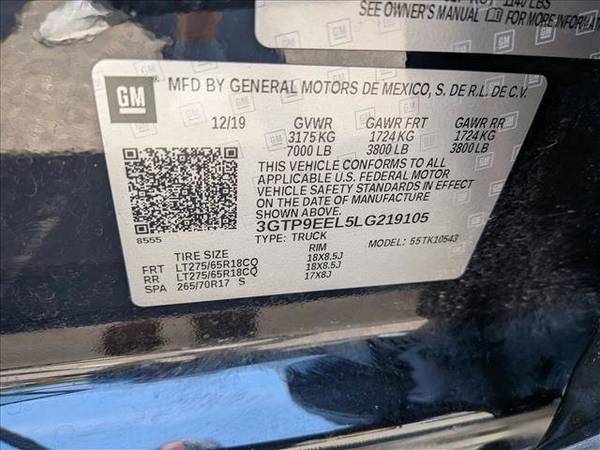 1140 LBS
SEE OWNER'S MANUAL FOR MORE INFORMAT
GM
MFD BY GENERAL MOTORS DE MEXICO, S. DE R.L. DE C.V.
12/19 GVWR GAWR FRT GAWR RR
3175 KG 1724 KG 1724 KG
7000 LB 3800 LB 3800 LB
THIS VEHICLE CONFORMS TO ALL
APPLICABLE U.S. FEDERAL MOTOR
VEHICLE SAFETY STANDARDS IN EFFECT
ON THE DATE OF MANUFACTURE SHOWN ABOVE.
3GTP9EEL5LG219105
TYPE: TRUCK MODEL: 55TK10543
8555
TIRE SIZE RIM
FRT LT275/65R18CQ 18X8.5J
RR LT275/65R18CQ 18X8.5J
SPA 265/70R17 S 17X8J